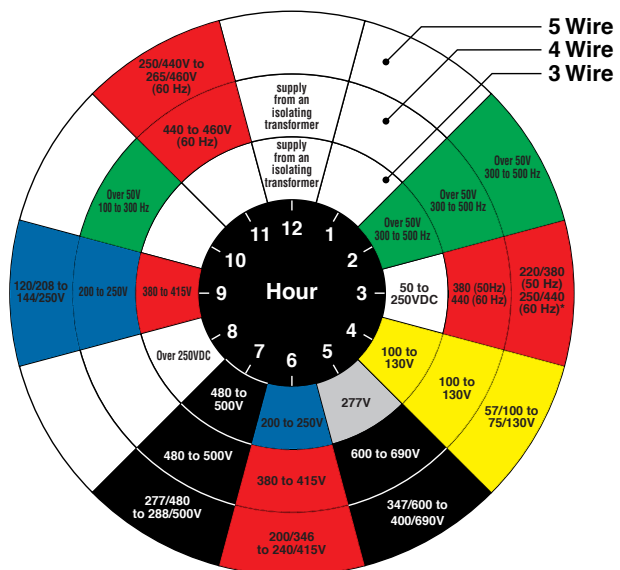 5 Wire
4 Wire
3 Wire
250/440V to
265/460V
(60 Hz)
440 to 460V
(60 Hz)
supply
from an
isolating
transformer
supply
from an
isolating
transformer
Over 50V
300 to 500 Hz
Over 50V
300 to 500 Hz
Over 50V
300 to 500 Hz
Over 50V
100 to 300 Hz
12
1
2
3
4
5
6
7
8
9
10
11
Hour
120/208 to
144/250V
200 to 250V
380 to 415V
50 to
250VDC
380 (50Hz)
440 (60 Hz)
220/380
(50 Hz)
250/440
(60 Hz)*
Over 250VDC
100 to
130V
100 to
130V
57/100 to
75/130V
480 to
500V
480 to 500V
277/480
to 288/500V
200 to 250V
380 to 415V
200/346
to 240/415V
277V
600 to 690V
347/600 to
400/690V